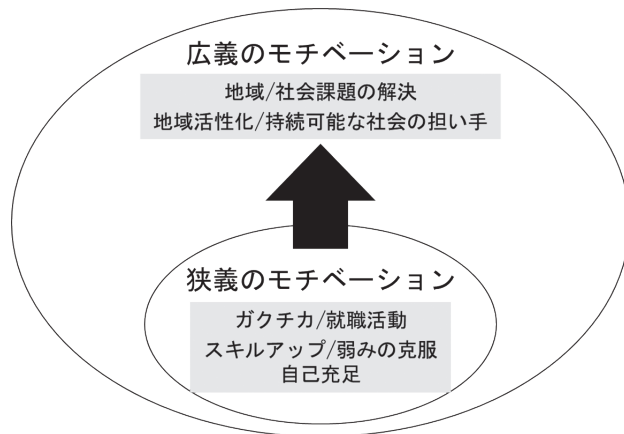 広義のモチベーション
地域/社会課題の解決
地域活性化/持続可能な社会の担い手
狭義のモチベーション
ガクチカ/就職活動
スキルアップ/弱みの克服
自己充足